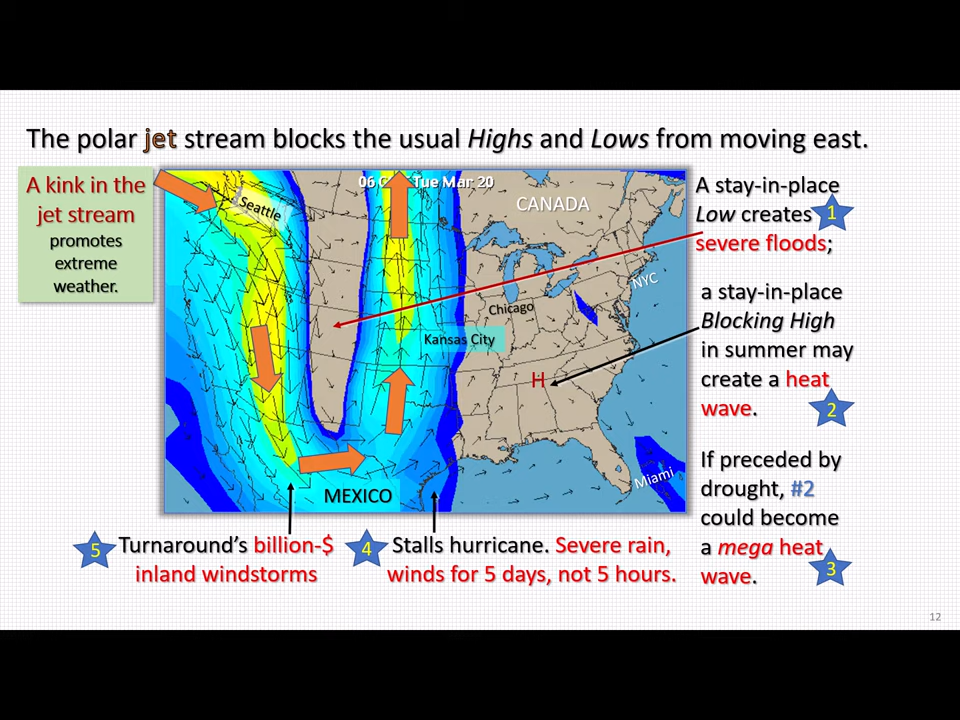 The polar jet stream blocks the usual Highs and Lows from moving east.
A kink in the
jet stream
promotes
extreme
weather.
Tue Mar 20
Seattle
CANADA
NYC
Chicago
Kansas City
H
Miami
MEXICO
A stay-in-place
Low creates 1
severe floods;
a stay-in-place
Blocking High
in summer may
create a heat
wave. 2
If preceded by
drought, #2
could become
a mega heat
wave. 3
5 Turnaround's billion-$
inland windstorms
4 Stalls hurricane. Severe rain,
winds for 5 days, not 5 hours.
12